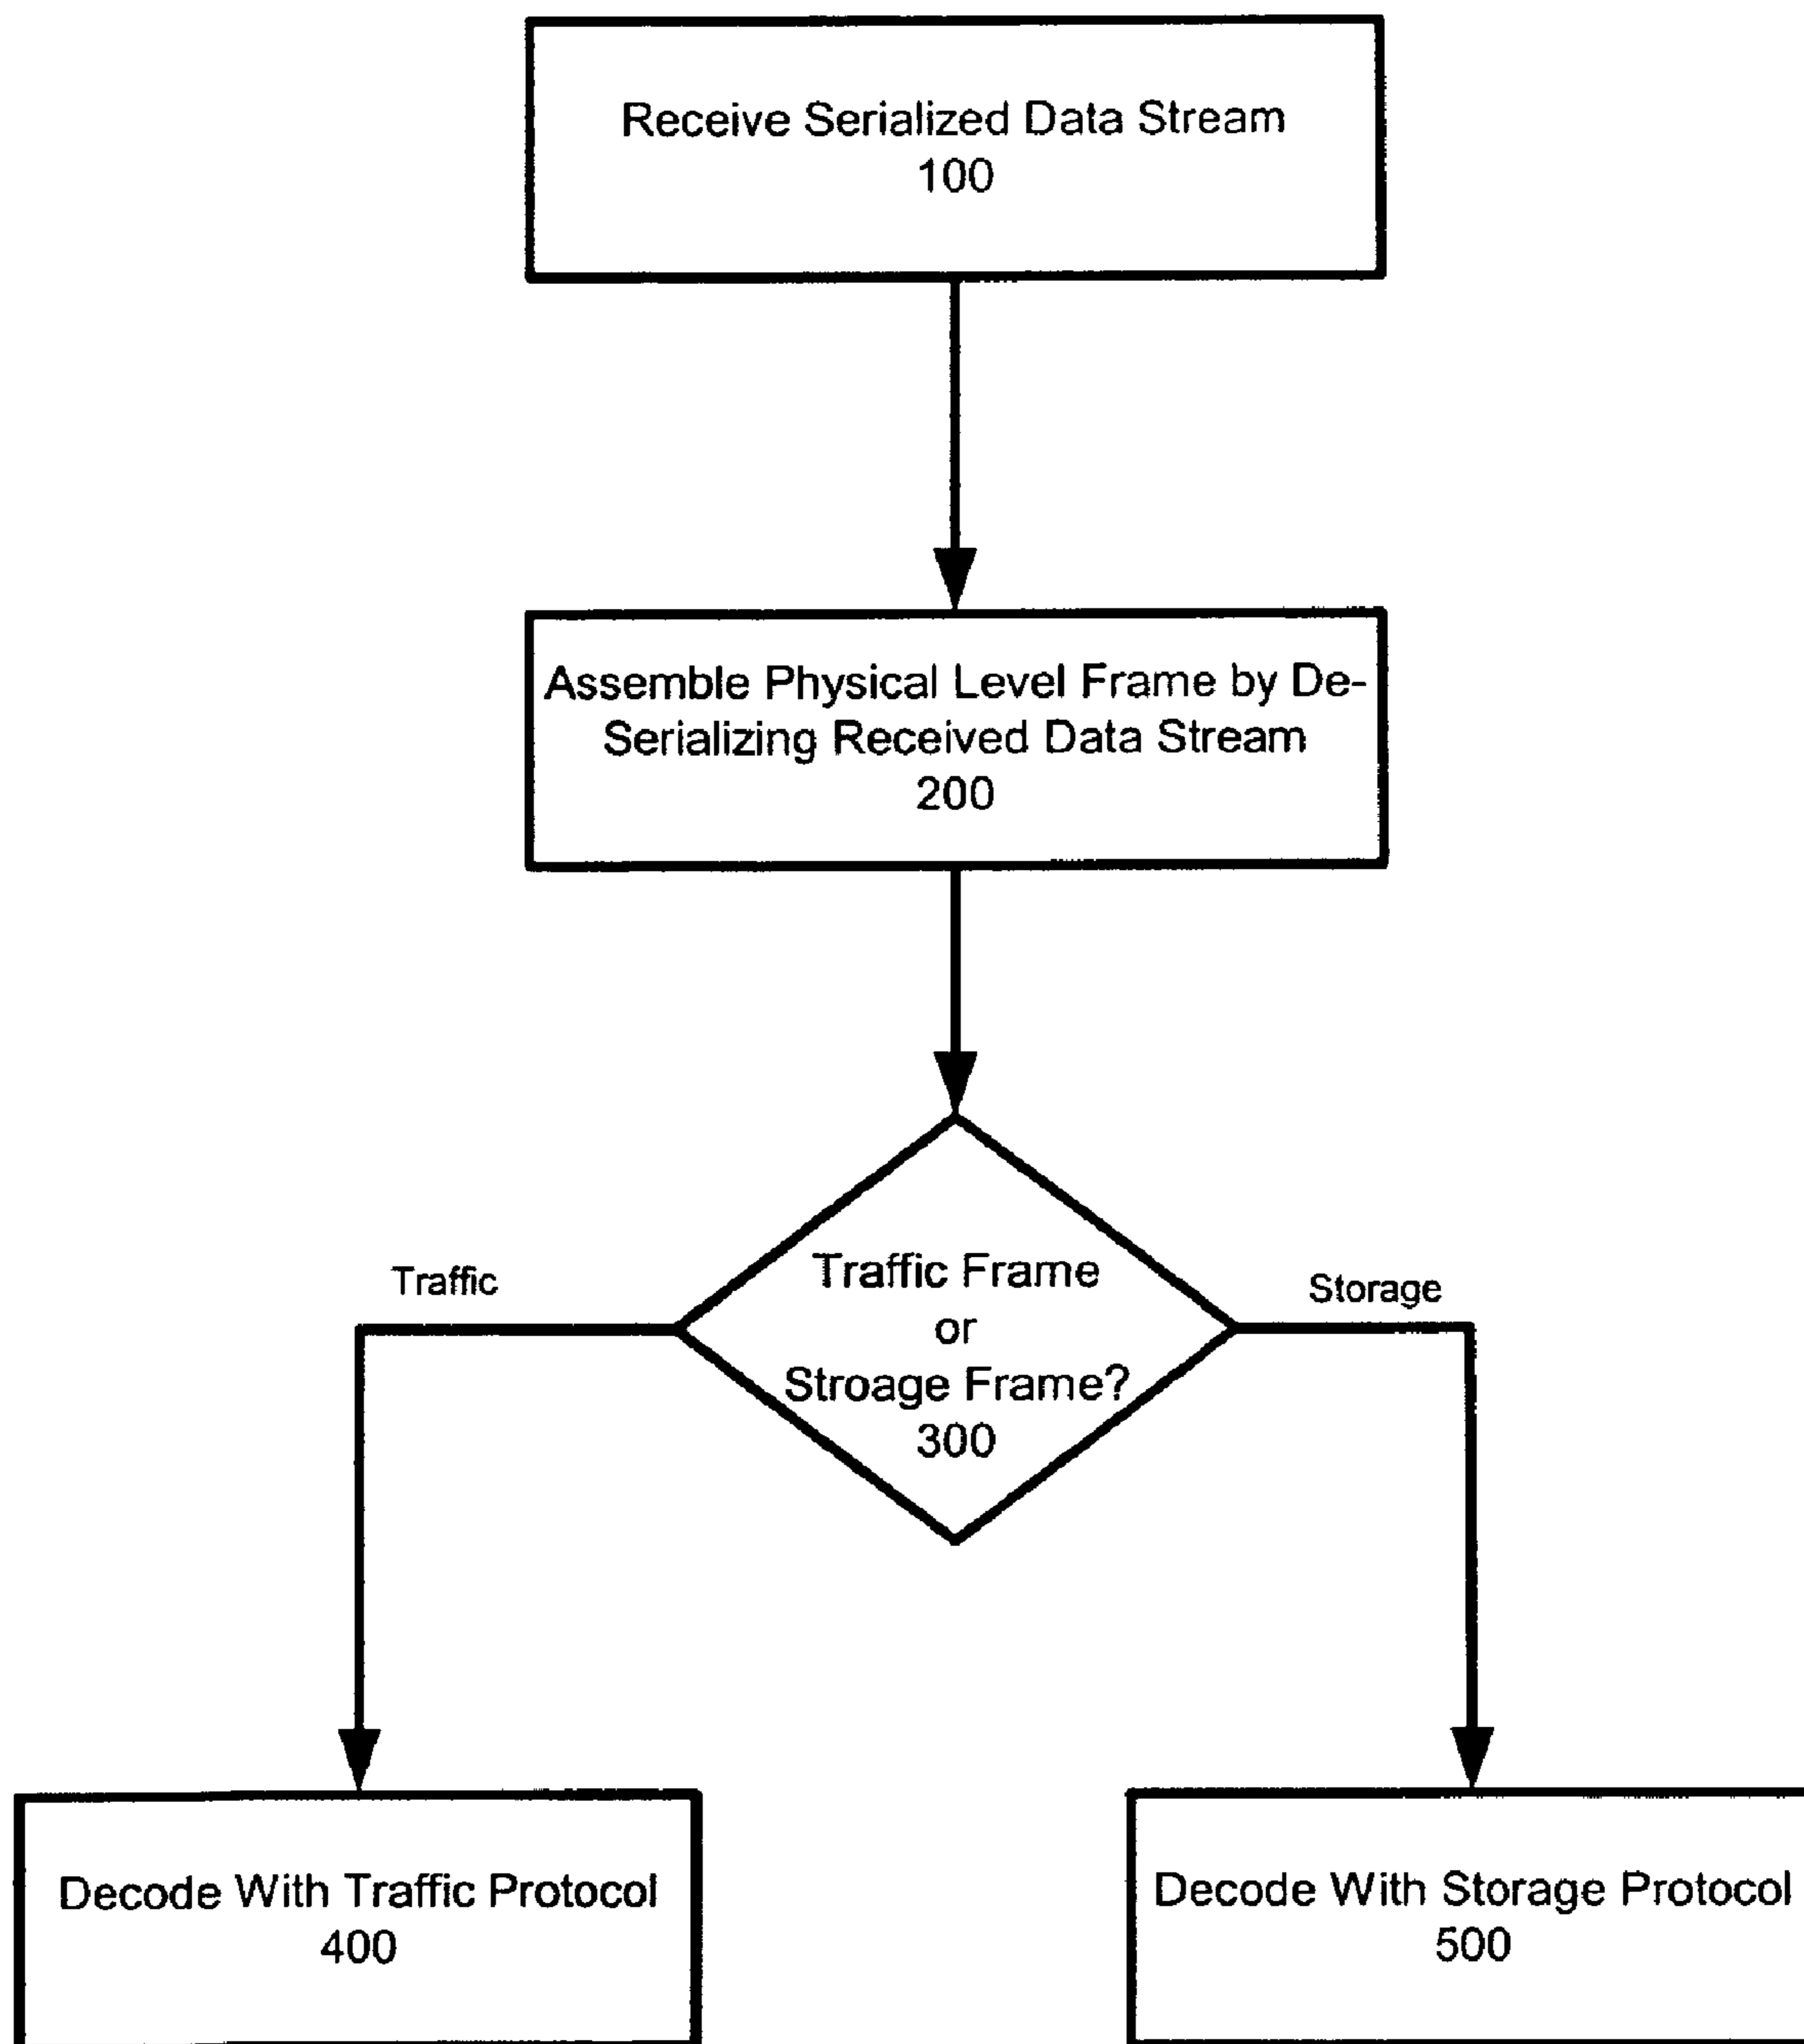 Receive Serialized Data Stream
100
Assemble Physical Level Frame by De-
Serializing Received Data Stream
200
Traffic Frame
or
Stroage Frame?
300
Traffic
Storage
Decode With Traffic Protocol
400
Decode With Storage Protocol
500